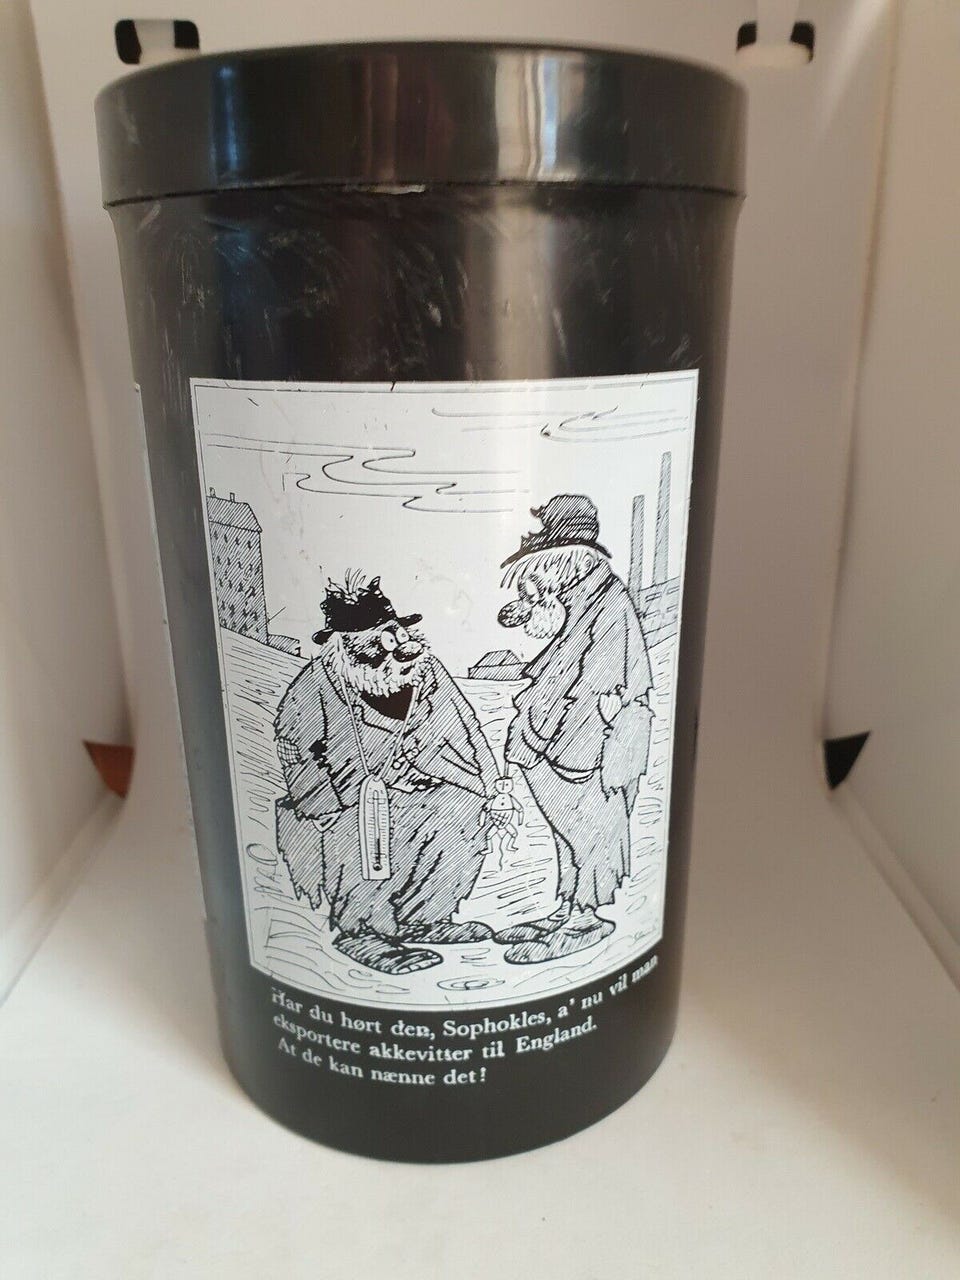 Har du hørt den, Sophokles, a' nu vil man
eksportere akkevitter til England.
At de kan nænne det!